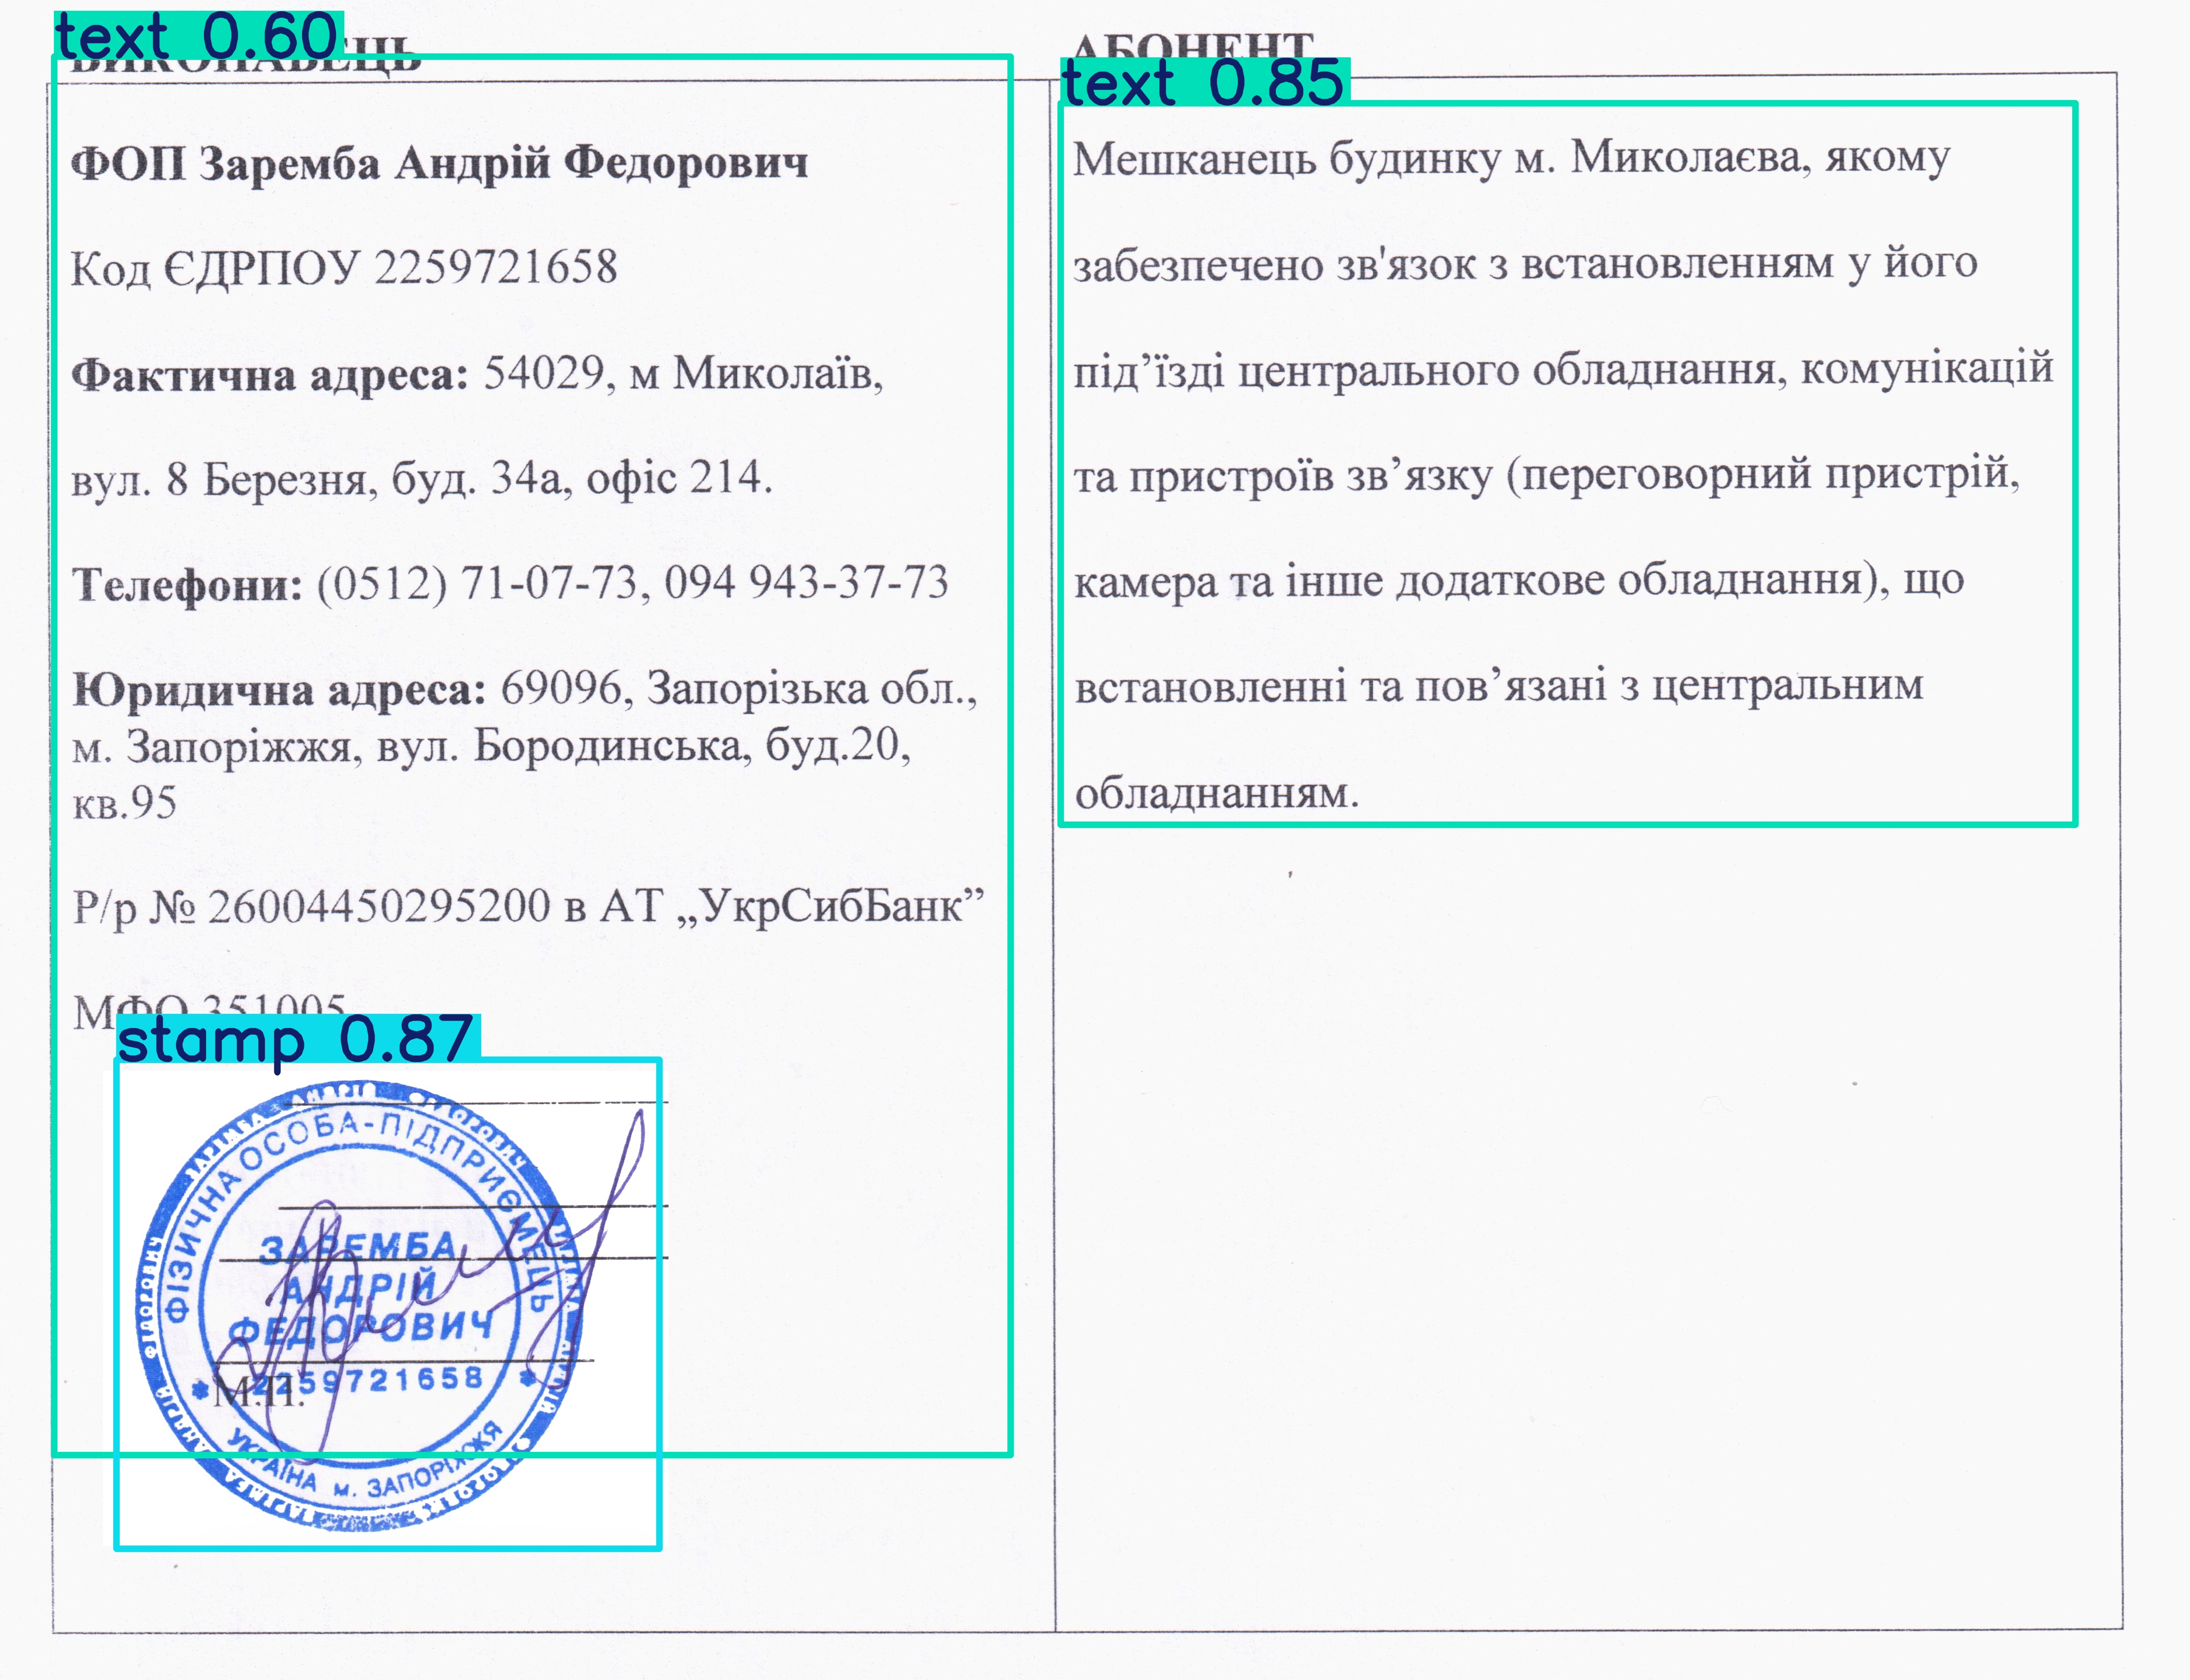 text 0.60
ВИКОНАВЕЦЬ
АБОНЕНТ
text 0.85
ФОП Заремба Андрій Федорович
Код ЄДРПОУ 2259721658
Фактична адреса: 54029, м Миколаїв,
вул. 8 Березня, буд. 34а, офіс 214.
Телефони: (0512) 71-07-73, 094 943-37-73
Юридична адреса: 69096, Запорізька обл.,
м. Запоріжжя, вул. Бородинська, буд.20,
кв.95
Р/р № 26004450295200 в АТ „УкрСибБанк”
МФО 351005
stamp 0.87
ФІЗИЧНА ОСОБА-ПІДПРИЄМЕЦЬ
ЗАРЕМБА
АНДРІЙ
ФЕДОРОВИЧ
2259721658
М.П.
УКРАЇНА м. ЗАПОРІЖЖЯ
Мешканець будинку м. Миколаєва, якому
забезпечено зв'язок з встановленням у його
під’їзді центрального обладнання, комунікацій
та пристроїв зв’язку (переговорний пристрій,
камера та інше додаткове обладнання), що
встановленні та пов’язані з центральним
обладнанням.